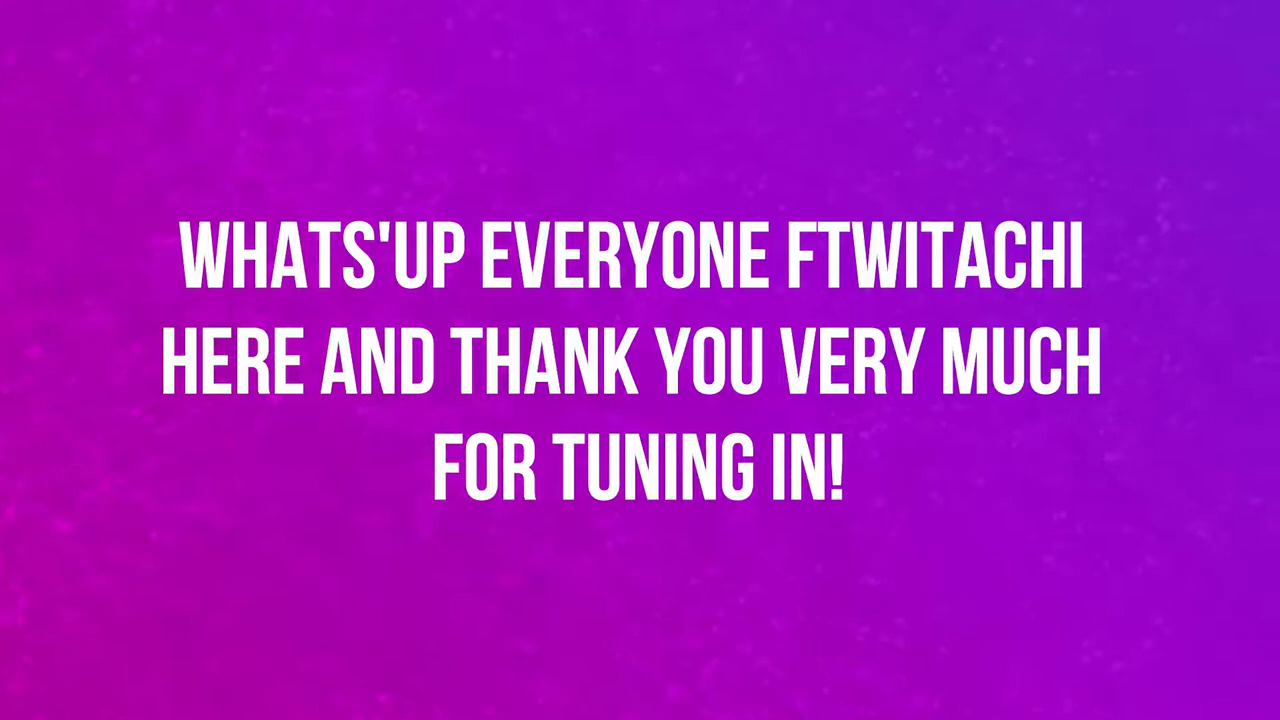 WHATS'UP EVERYONE FTWITACHI
HERE AND THANK YOU VERY MUCH
FOR TUNING IN!